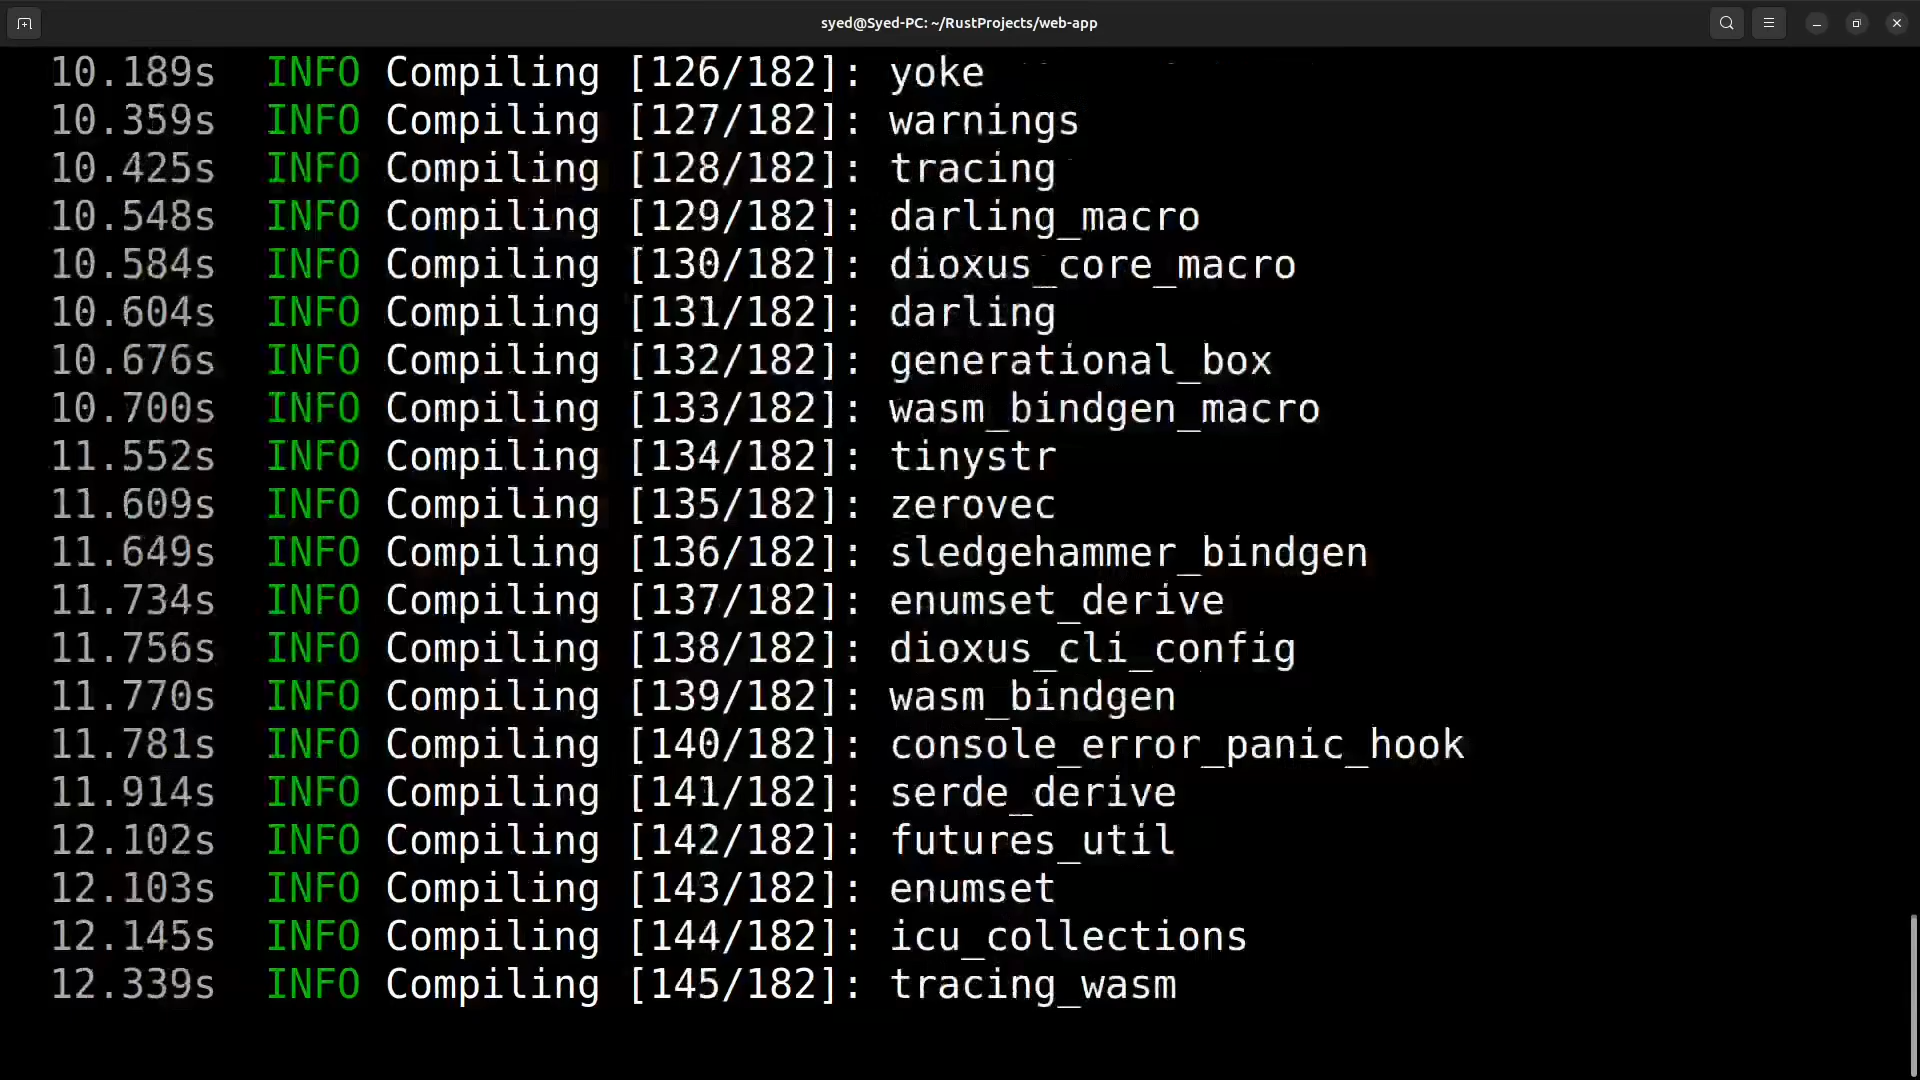 syed@Syed-PC: ~/RustProjects/web-app
10.189s INFO Compiling [126/182]: yoke
10.359s INFO Compiling [127/182]: warnings
10.425s INFO Compiling [128/182]: tracing
10.548s INFO Compiling [129/182]: darling_macro
10.584s INFO Compiling [130/182]: dioxus_core_macro
10.604s INFO Compiling [131/182]: darling
10.676s INFO Compiling [132/182]: generational_box
10.700s INFO Compiling [133/182]: wasm_bindgen_macro
11.552s INFO Compiling [134/182]: tinystr
11.609s INFO Compiling [135/182]: zerovec
11.649s INFO Compiling [136/182]: sledgehammer_bindgen
11.734s INFO Compiling [137/182]: enumset_derive
11.756s INFO Compiling [138/182]: dioxus_cli_config
11.770s INFO Compiling [139/182]: wasm_bindgen
11.781s INFO Compiling [140/182]: console_error_panic_hook
11.914s INFO Compiling [141/182]: serde_derive
12.102s INFO Compiling [142/182]: futures_util
12.103s INFO Compiling [143/182]: enumset
12.145s INFO Compiling [144/182]: icu_collections
12.339s INFO Compiling [145/182]: tracing_wasm